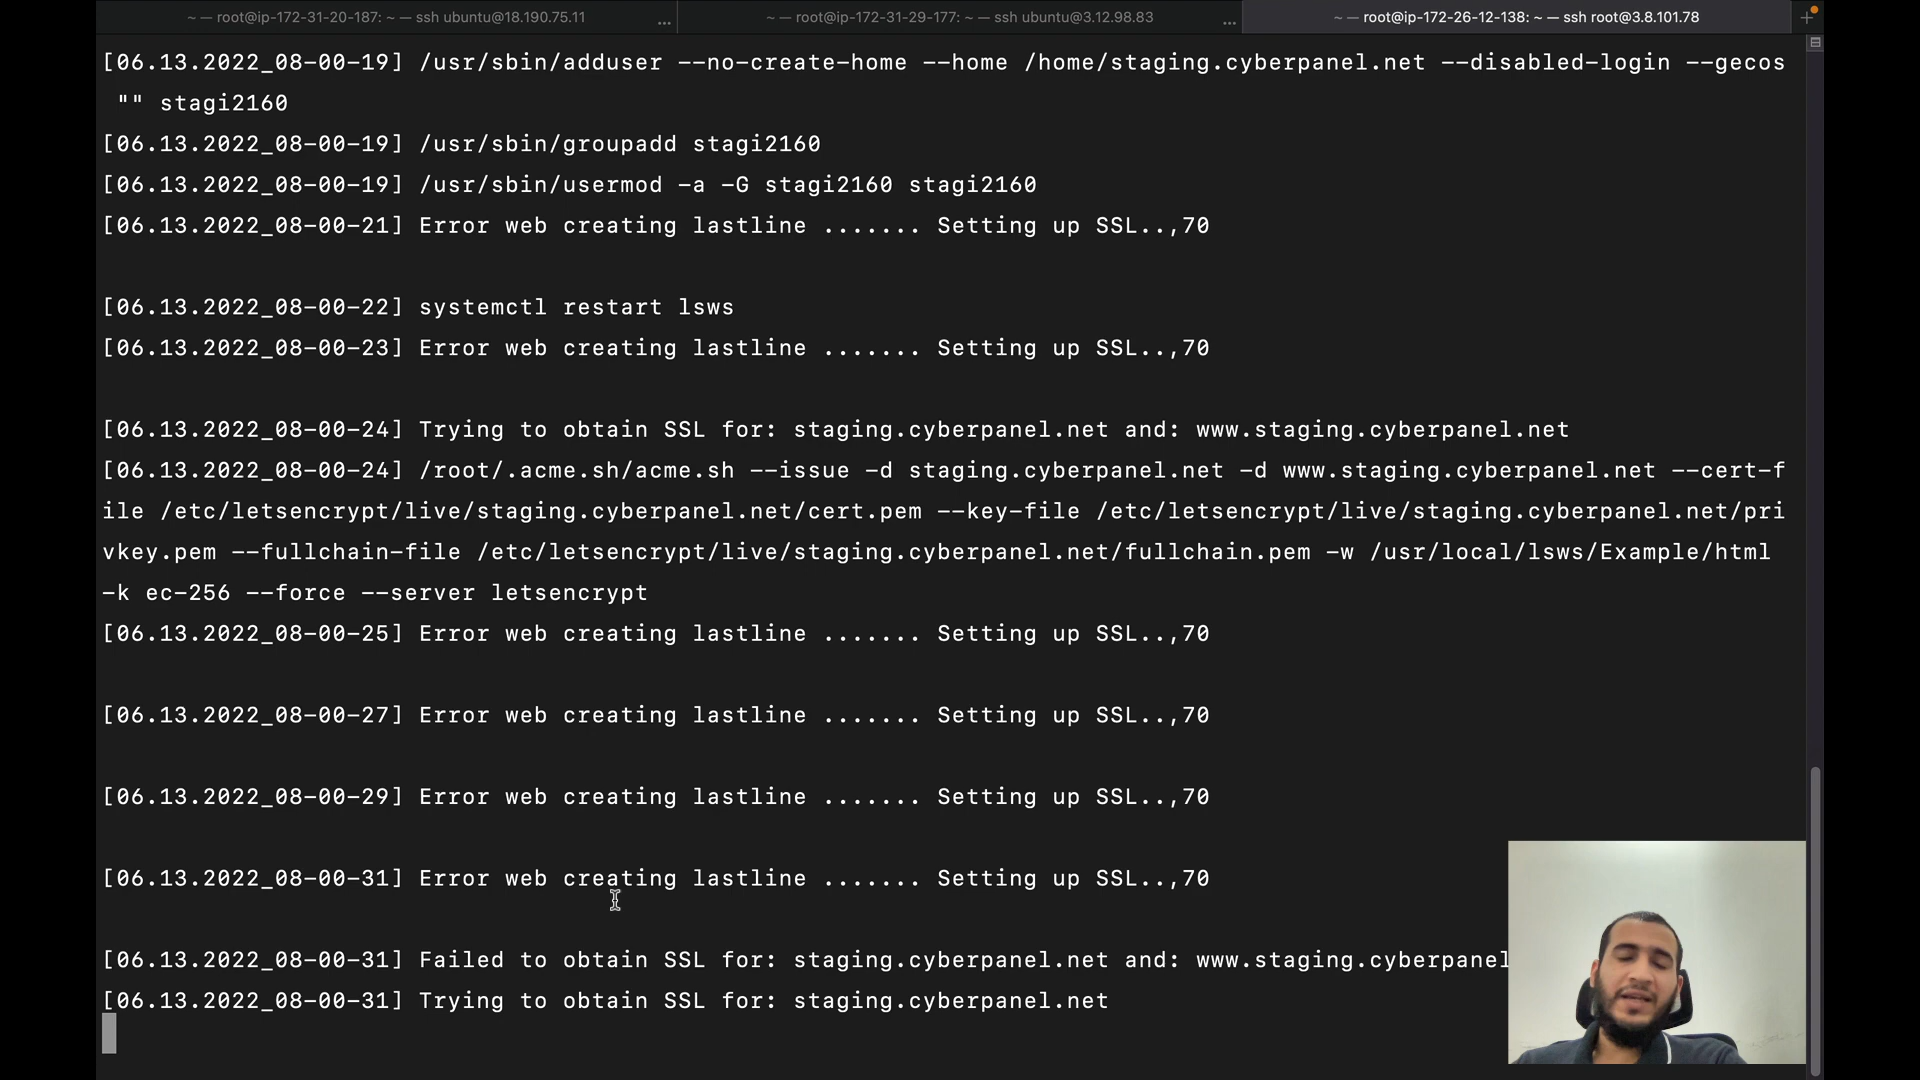 ~ — root@ip-172-31-20-187: ~ — ssh ubuntu@18.190.75.11 ...
~ — root@ip-172-31-29-177: ~ — ssh ubuntu@3.12.98.83 ...
~ — root@ip-172-26-12-138: ~ — ssh root@3.8.101.78 +
[06.13.2022_08-00-19] /usr/sbin/adduser --no-create-home --home /home/staging.cyberpanel.net --disabled-login --gecos
"" stagi2160
[06.13.2022_08-00-19] /usr/sbin/groupadd stagi2160
[06.13.2022_08-00-19] /usr/sbin/usermod -a -G stagi2160 stagi2160
[06.13.2022_08-00-21] Error web creating lastline ....... Setting up SSL..,70
[06.13.2022_08-00-22] systemctl restart lsws
[06.13.2022_08-00-23] Error web creating lastline ....... Setting up SSL..,70
[06.13.2022_08-00-24] Trying to obtain SSL for: staging.cyberpanel.net and: www.staging.cyberpanel.net
[06.13.2022_08-00-24] /root/.acme.sh/acme.sh --issue -d staging.cyberpanel.net -d www.staging.cyberpanel.net --cert-f
ile /etc/letsencrypt/live/staging.cyberpanel.net/cert.pem --key-file /etc/letsencrypt/live/staging.cyberpanel.net/pri
vkey.pem --fullchain-file /etc/letsencrypt/live/staging.cyberpanel.net/fullchain.pem -w /usr/local/lsws/Example/html
-k ec-256 --force --server letsencrypt
[06.13.2022_08-00-25] Error web creating lastline ....... Setting up SSL..,70
[06.13.2022_08-00-27] Error web creating lastline ....... Setting up SSL..,70
[06.13.2022_08-00-29] Error web creating lastline ....... Setting up SSL..,70
[06.13.2022_08-00-31] Error web creating lastline ....... Setting up SSL..,70
[06.13.2022_08-00-31] Failed to obtain SSL for: staging.cyberpanel.net and: www.staging.cyberpanel
[06.13.2022_08-00-31] Trying to obtain SSL for: staging.cyberpanel.net